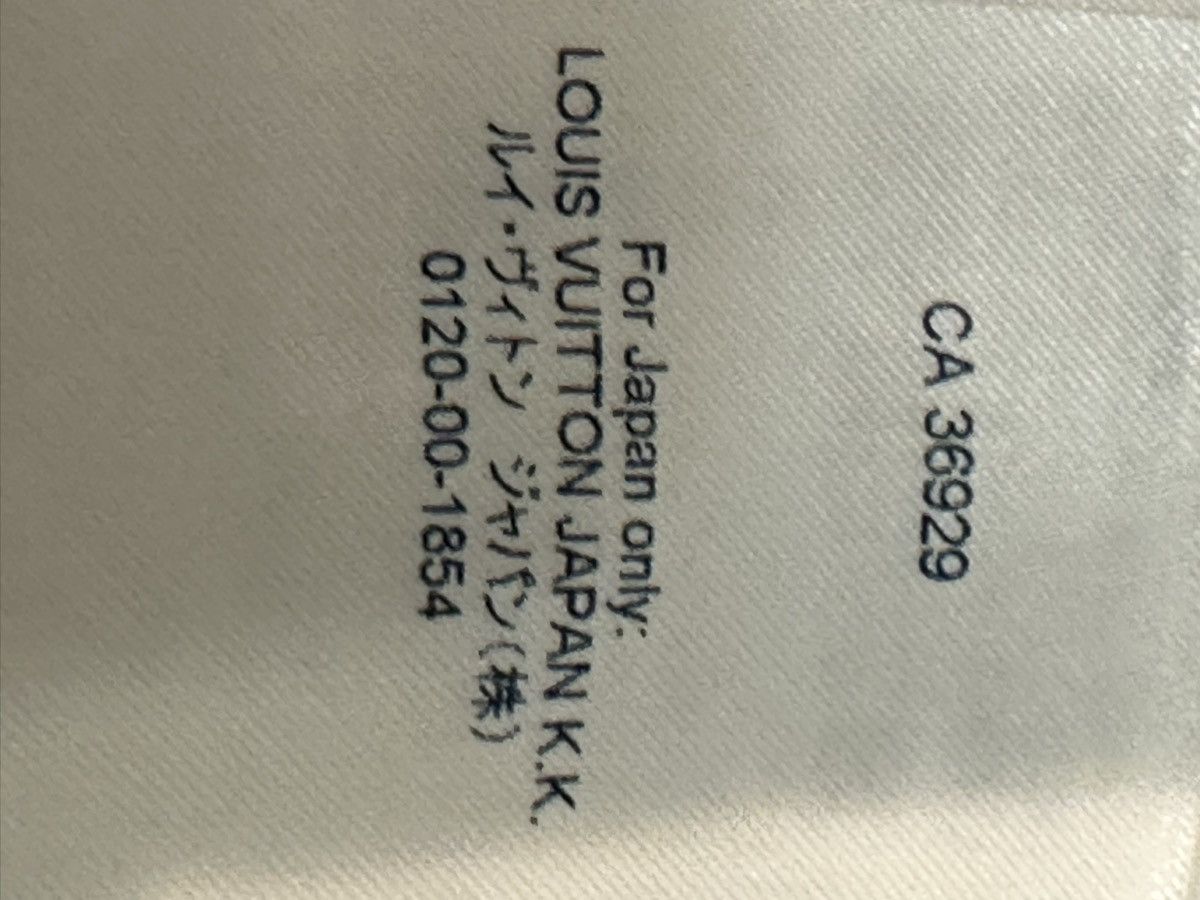 CA 36929
For Japan only:
LOUIS VUITTON JAPAN K.K.
ルイ・ヴィトン ジャパン(株)
0120-00-1854